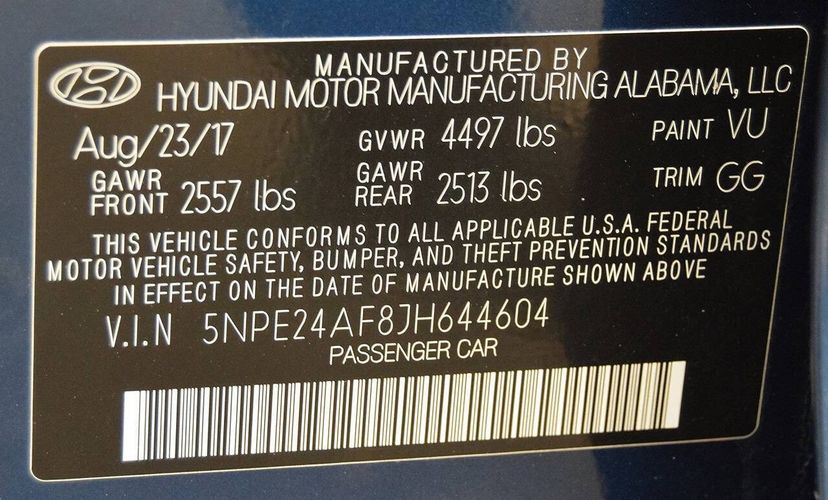 MANUFACTURED BY
HYUNDAI MOTOR MANUFACTURING ALABAMA, LLC
Aug/23/17 GVWR 4497 lbs PAINT VU
GAWR FRONT 2557 lbs GAWR REAR 2513 lbs TRIM GG
THIS VEHICLE CONFORMS TO ALL APPLICABLE U.S.A. FEDERAL
MOTOR VEHICLE SAFETY, BUMPER, AND THEFT PREVENTION STANDARDS
IN EFFECT ON THE DATE OF MANUFACTURE SHOWN ABOVE
V.I.N 5NPE24AF8JH644604
PASSENGER CAR